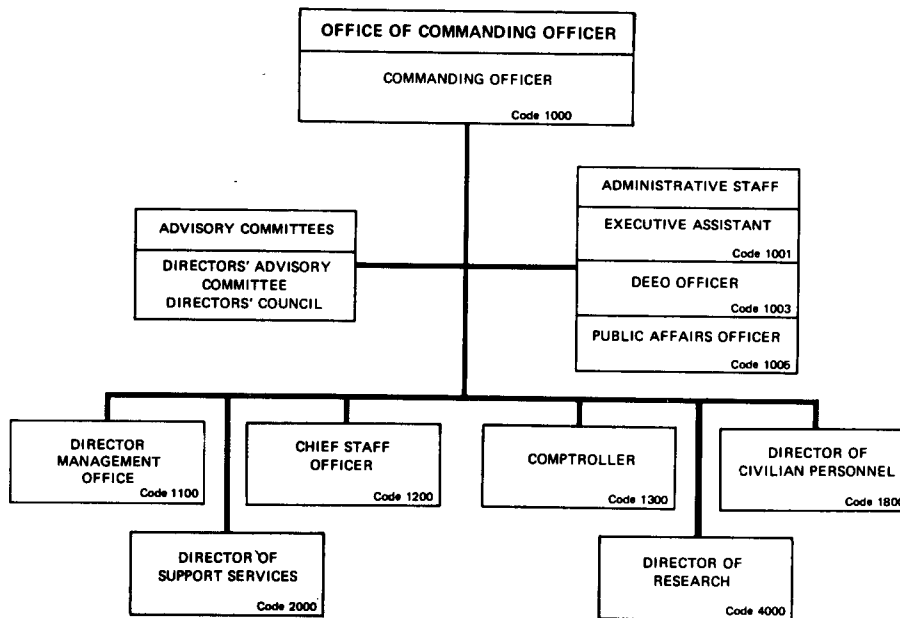 OFFICE OF COMMANDING OFFICER
COMMANDING OFFICER
Code 1000
ADVISORY COMMITTEES
DIRECTORS' ADVISORY
COMMITTEE
DIRECTORS' COUNCIL
ADMINISTRATIVE STAFF
EXECUTIVE ASSISTANT
Code 1001
DEEO OFFICER
Code 1003
PUBLIC AFFAIRS OFFICER
Code 1005
DIRECTOR
MANAGEMENT
OFFICE
Code 1100
CHIEF STAFF
OFFICER
Code 1200
COMPTROLLER
Code 1300
DIRECTOR OF
CIVILIAN PERSONNEL
Code 1800
DIRECTOR OF
SUPPORT SERVICES
Code 2000
DIRECTOR OF
RESEARCH
Code 4000